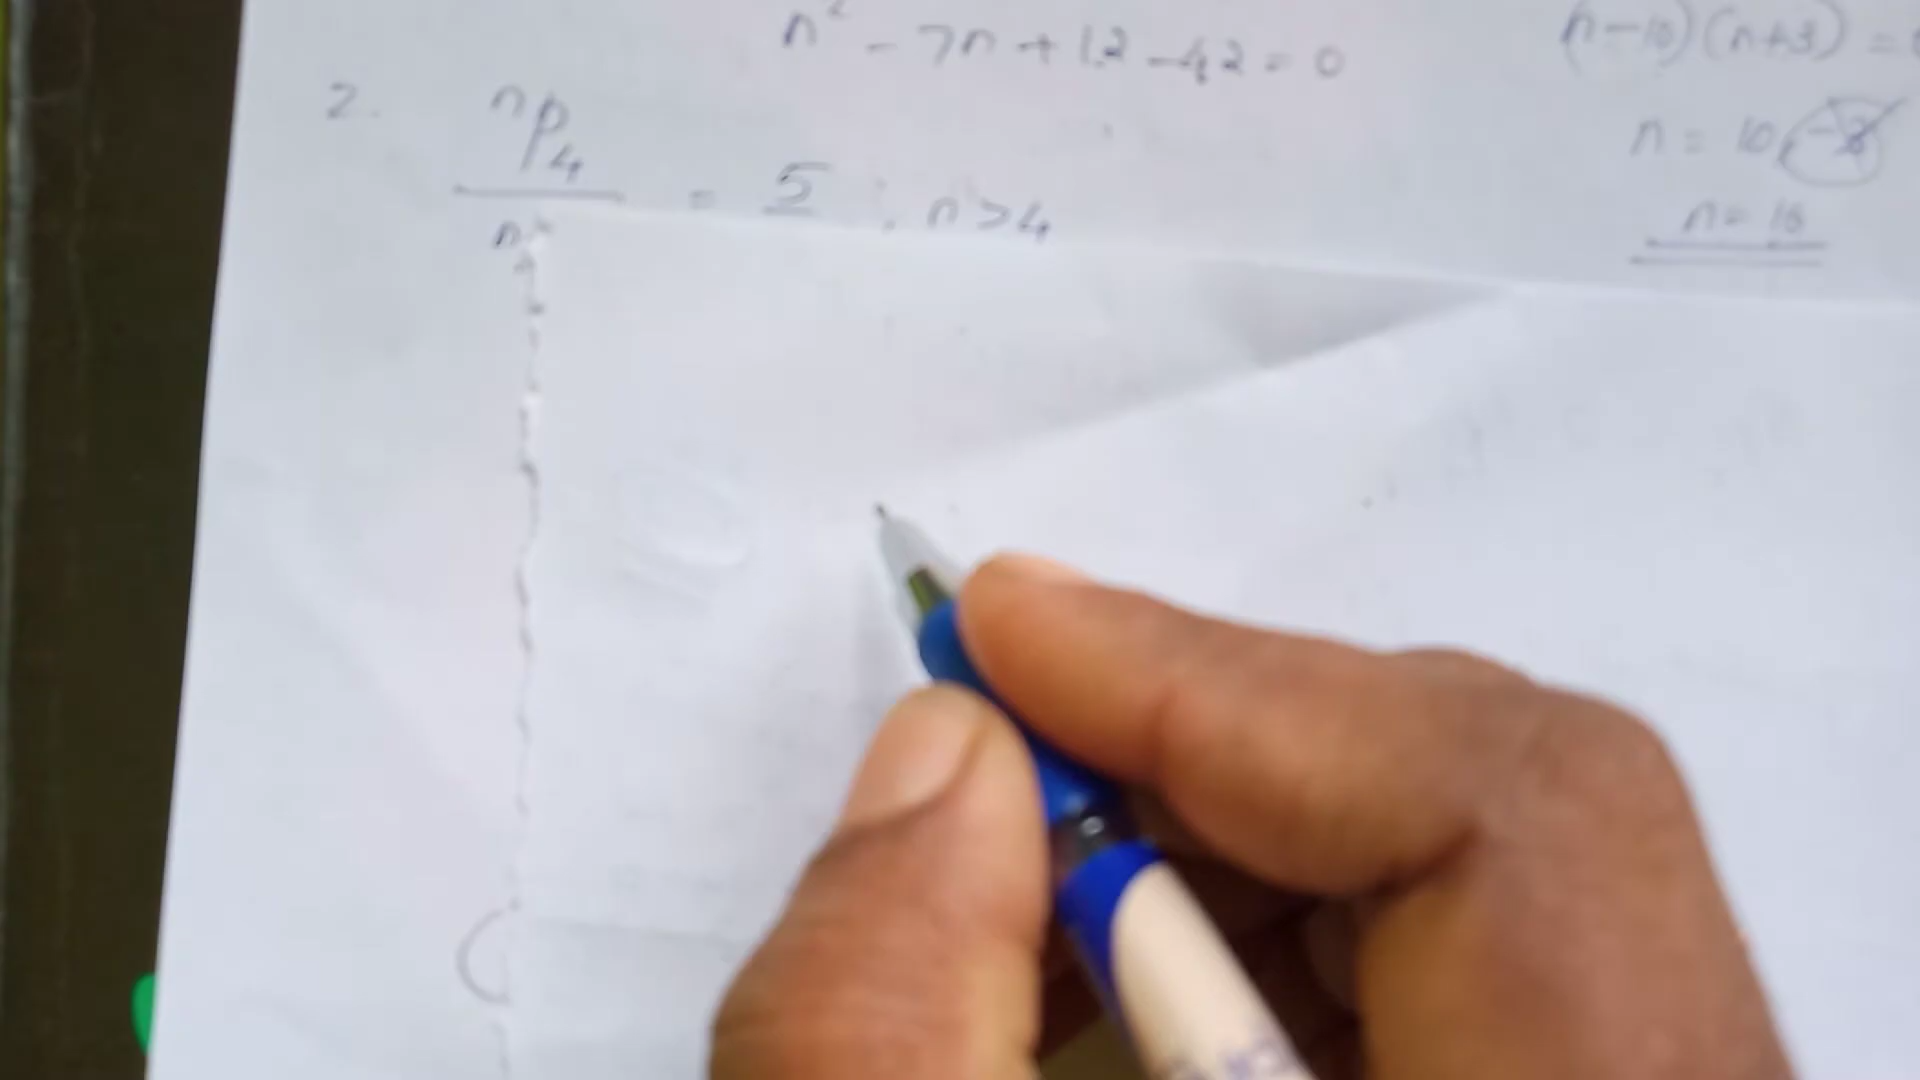 n² - 7n + 12 - 42 = 0
(n-10)(n+3) =
2. ⁿP₄ = 5 ; n > 4
n
n = 10, -3
n = 10